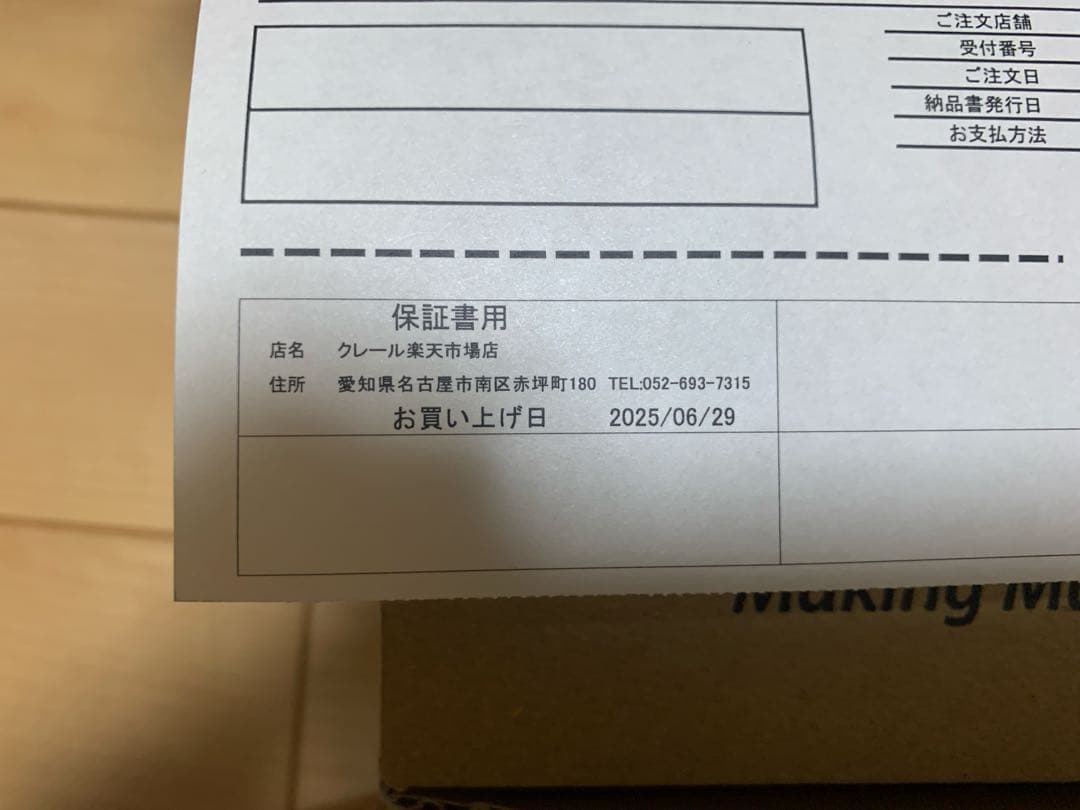 ご注文店舗
受付番号
ご注文日
納品書発行日
お支払方法
保証書用
店名 クレール楽天市場店
住所 愛知県名古屋市南区赤坪町180 TEL:052-693-7315
お買い上げ日 2025/06/29
Making